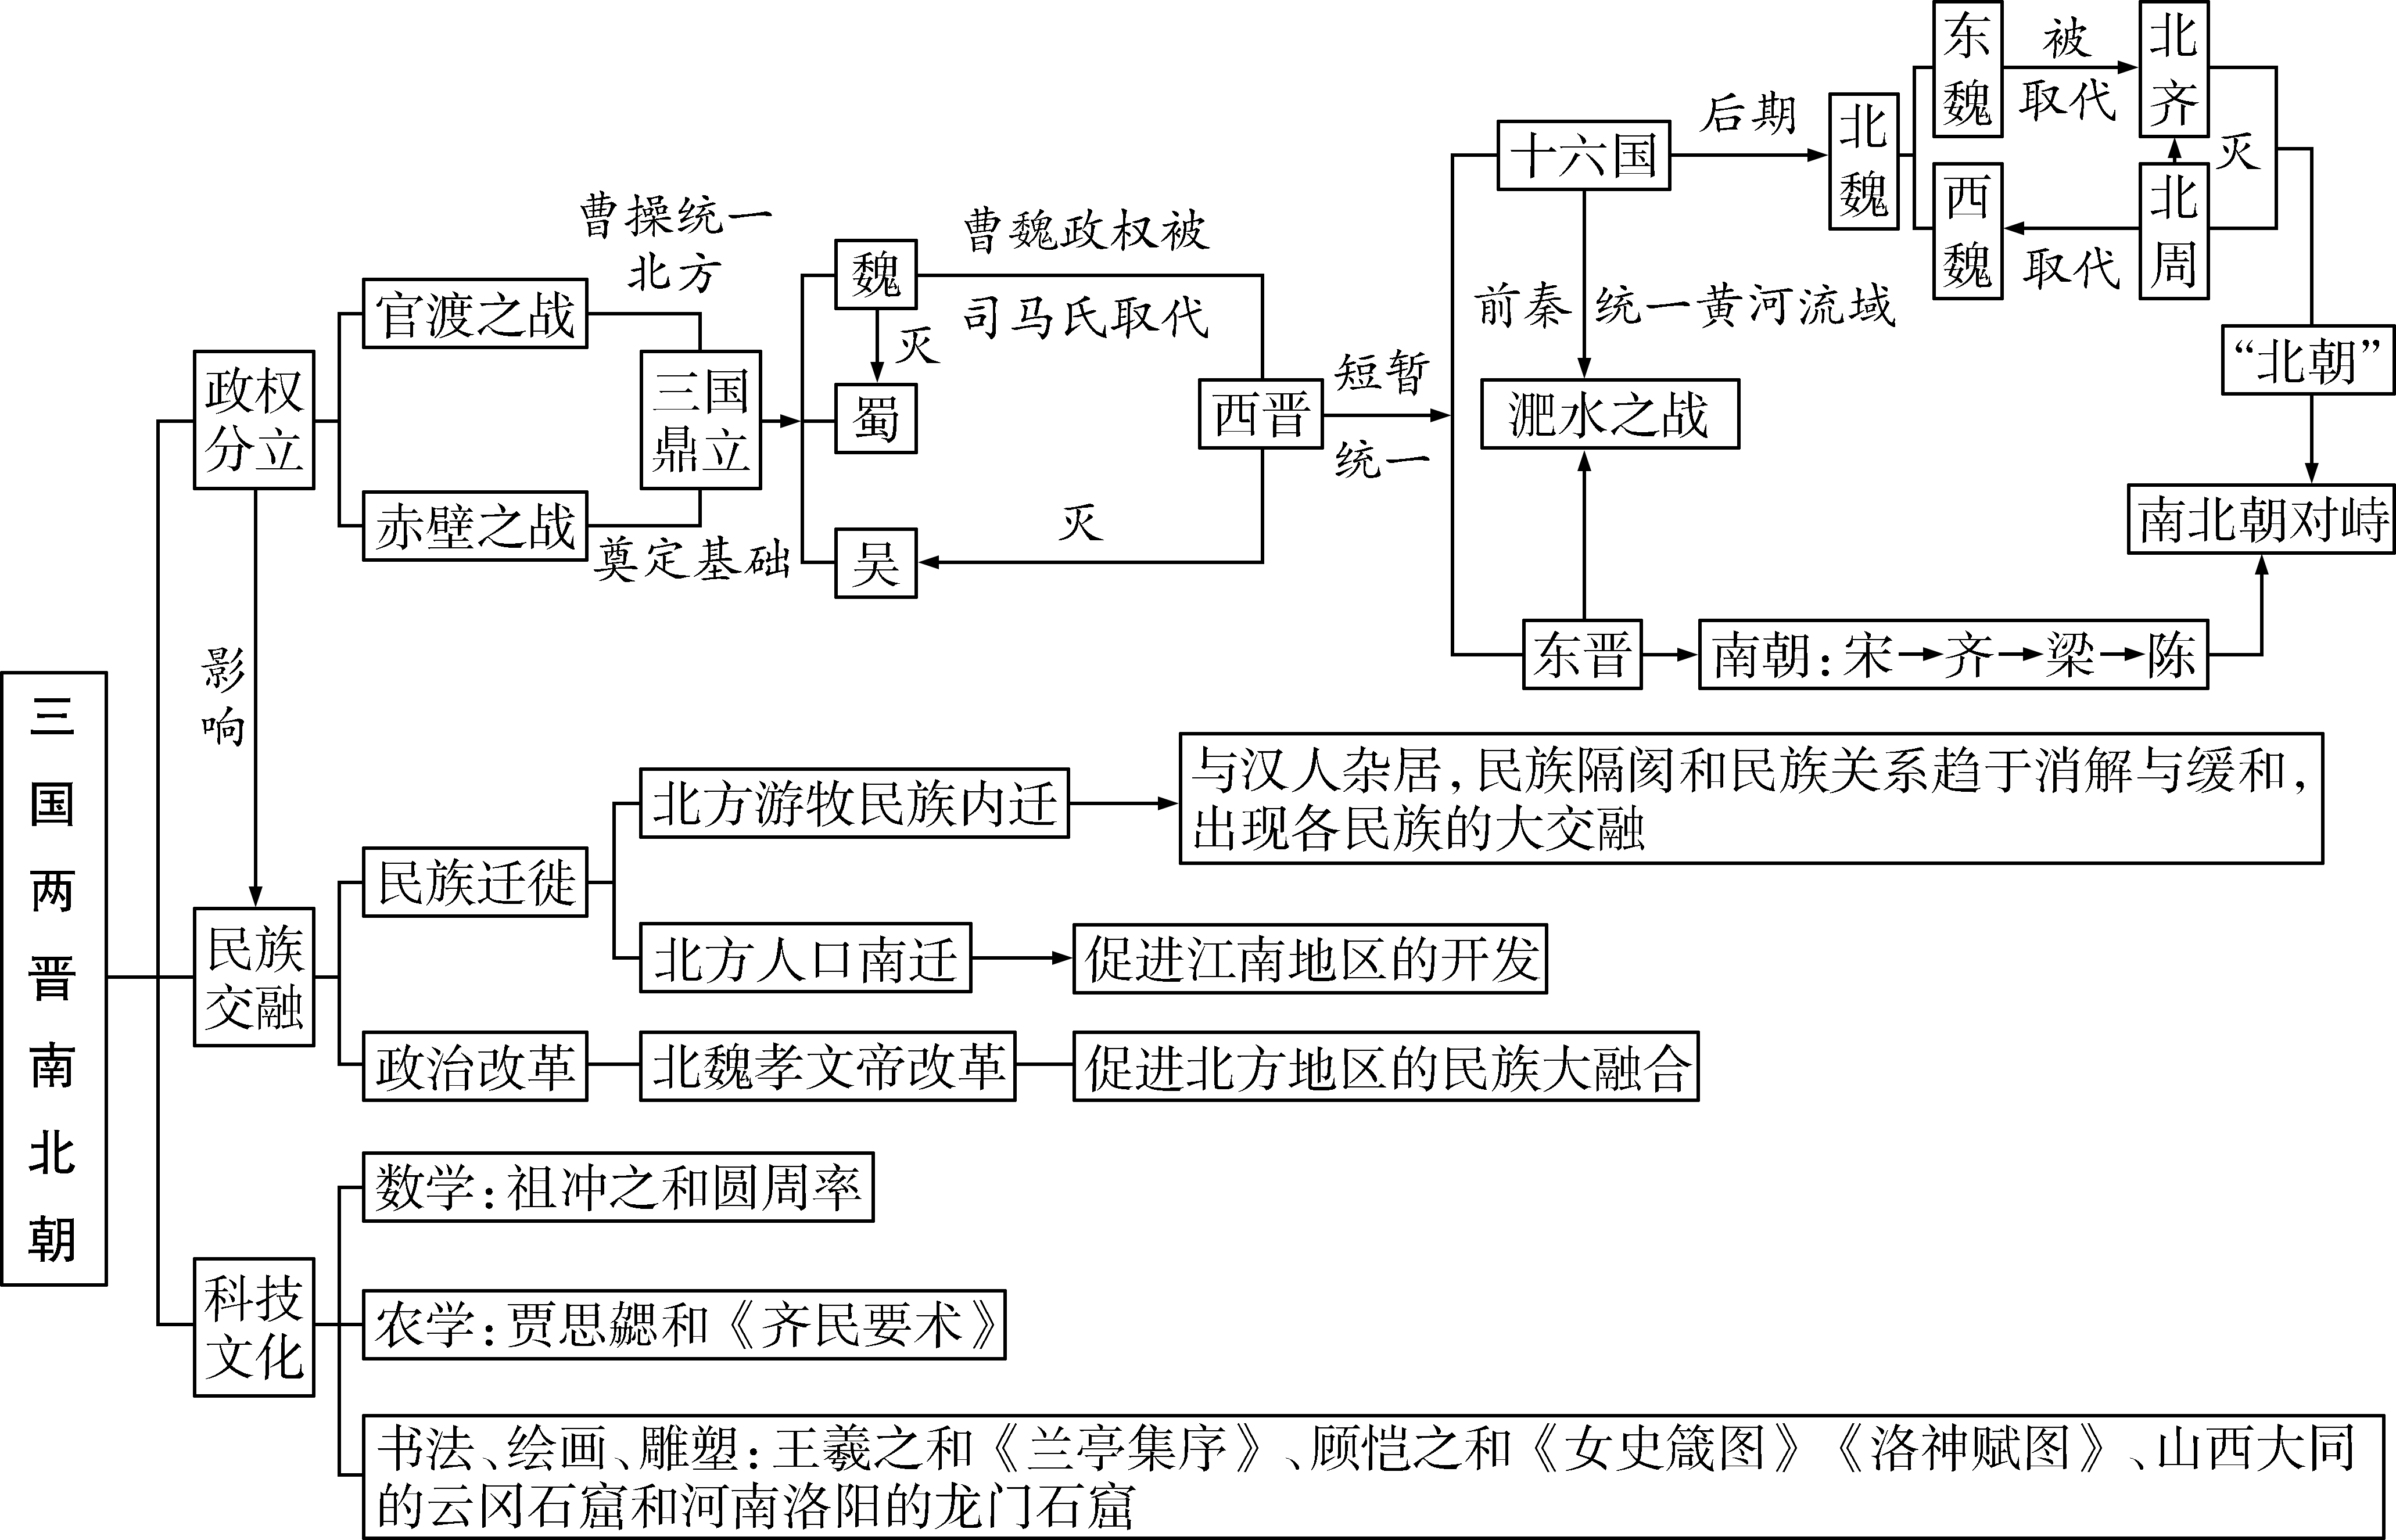 三国两晋南北朝
政权
分立
影响
官渡之战
曹操统一
北方
赤壁之战
奠定基础
三国
鼎立
魏
灭
蜀
吴
曹魏政权被
司马氏取代
灭
西晋
短暂
统一
十六国
后期
北魏
东魏
被
取代
北齐
西魏
取代
北周
灭
“北朝”
前秦
统一黄河流域
淝水之战
东晋
南朝：宋→齐→梁→陈
南北朝对峙
民族
交融
民族迁徙
北方游牧民族内迁
与汉人杂居，民族隔阂和民族关系趋于消解与缓和，
出现各民族的大交融
北方人口南迁
促进江南地区的开发
政治改革
北魏孝文帝改革
促进北方地区的民族大融合
科技
文化
数学：祖冲之和圆周率
农学：贾思勰和《齐民要术》
书法、绘画、雕塑：王羲之和《兰亭集序》、顾恺之和《女史箴图》《洛神赋图》、山西大同
的云冈石窟和河南洛阳的龙门石窟